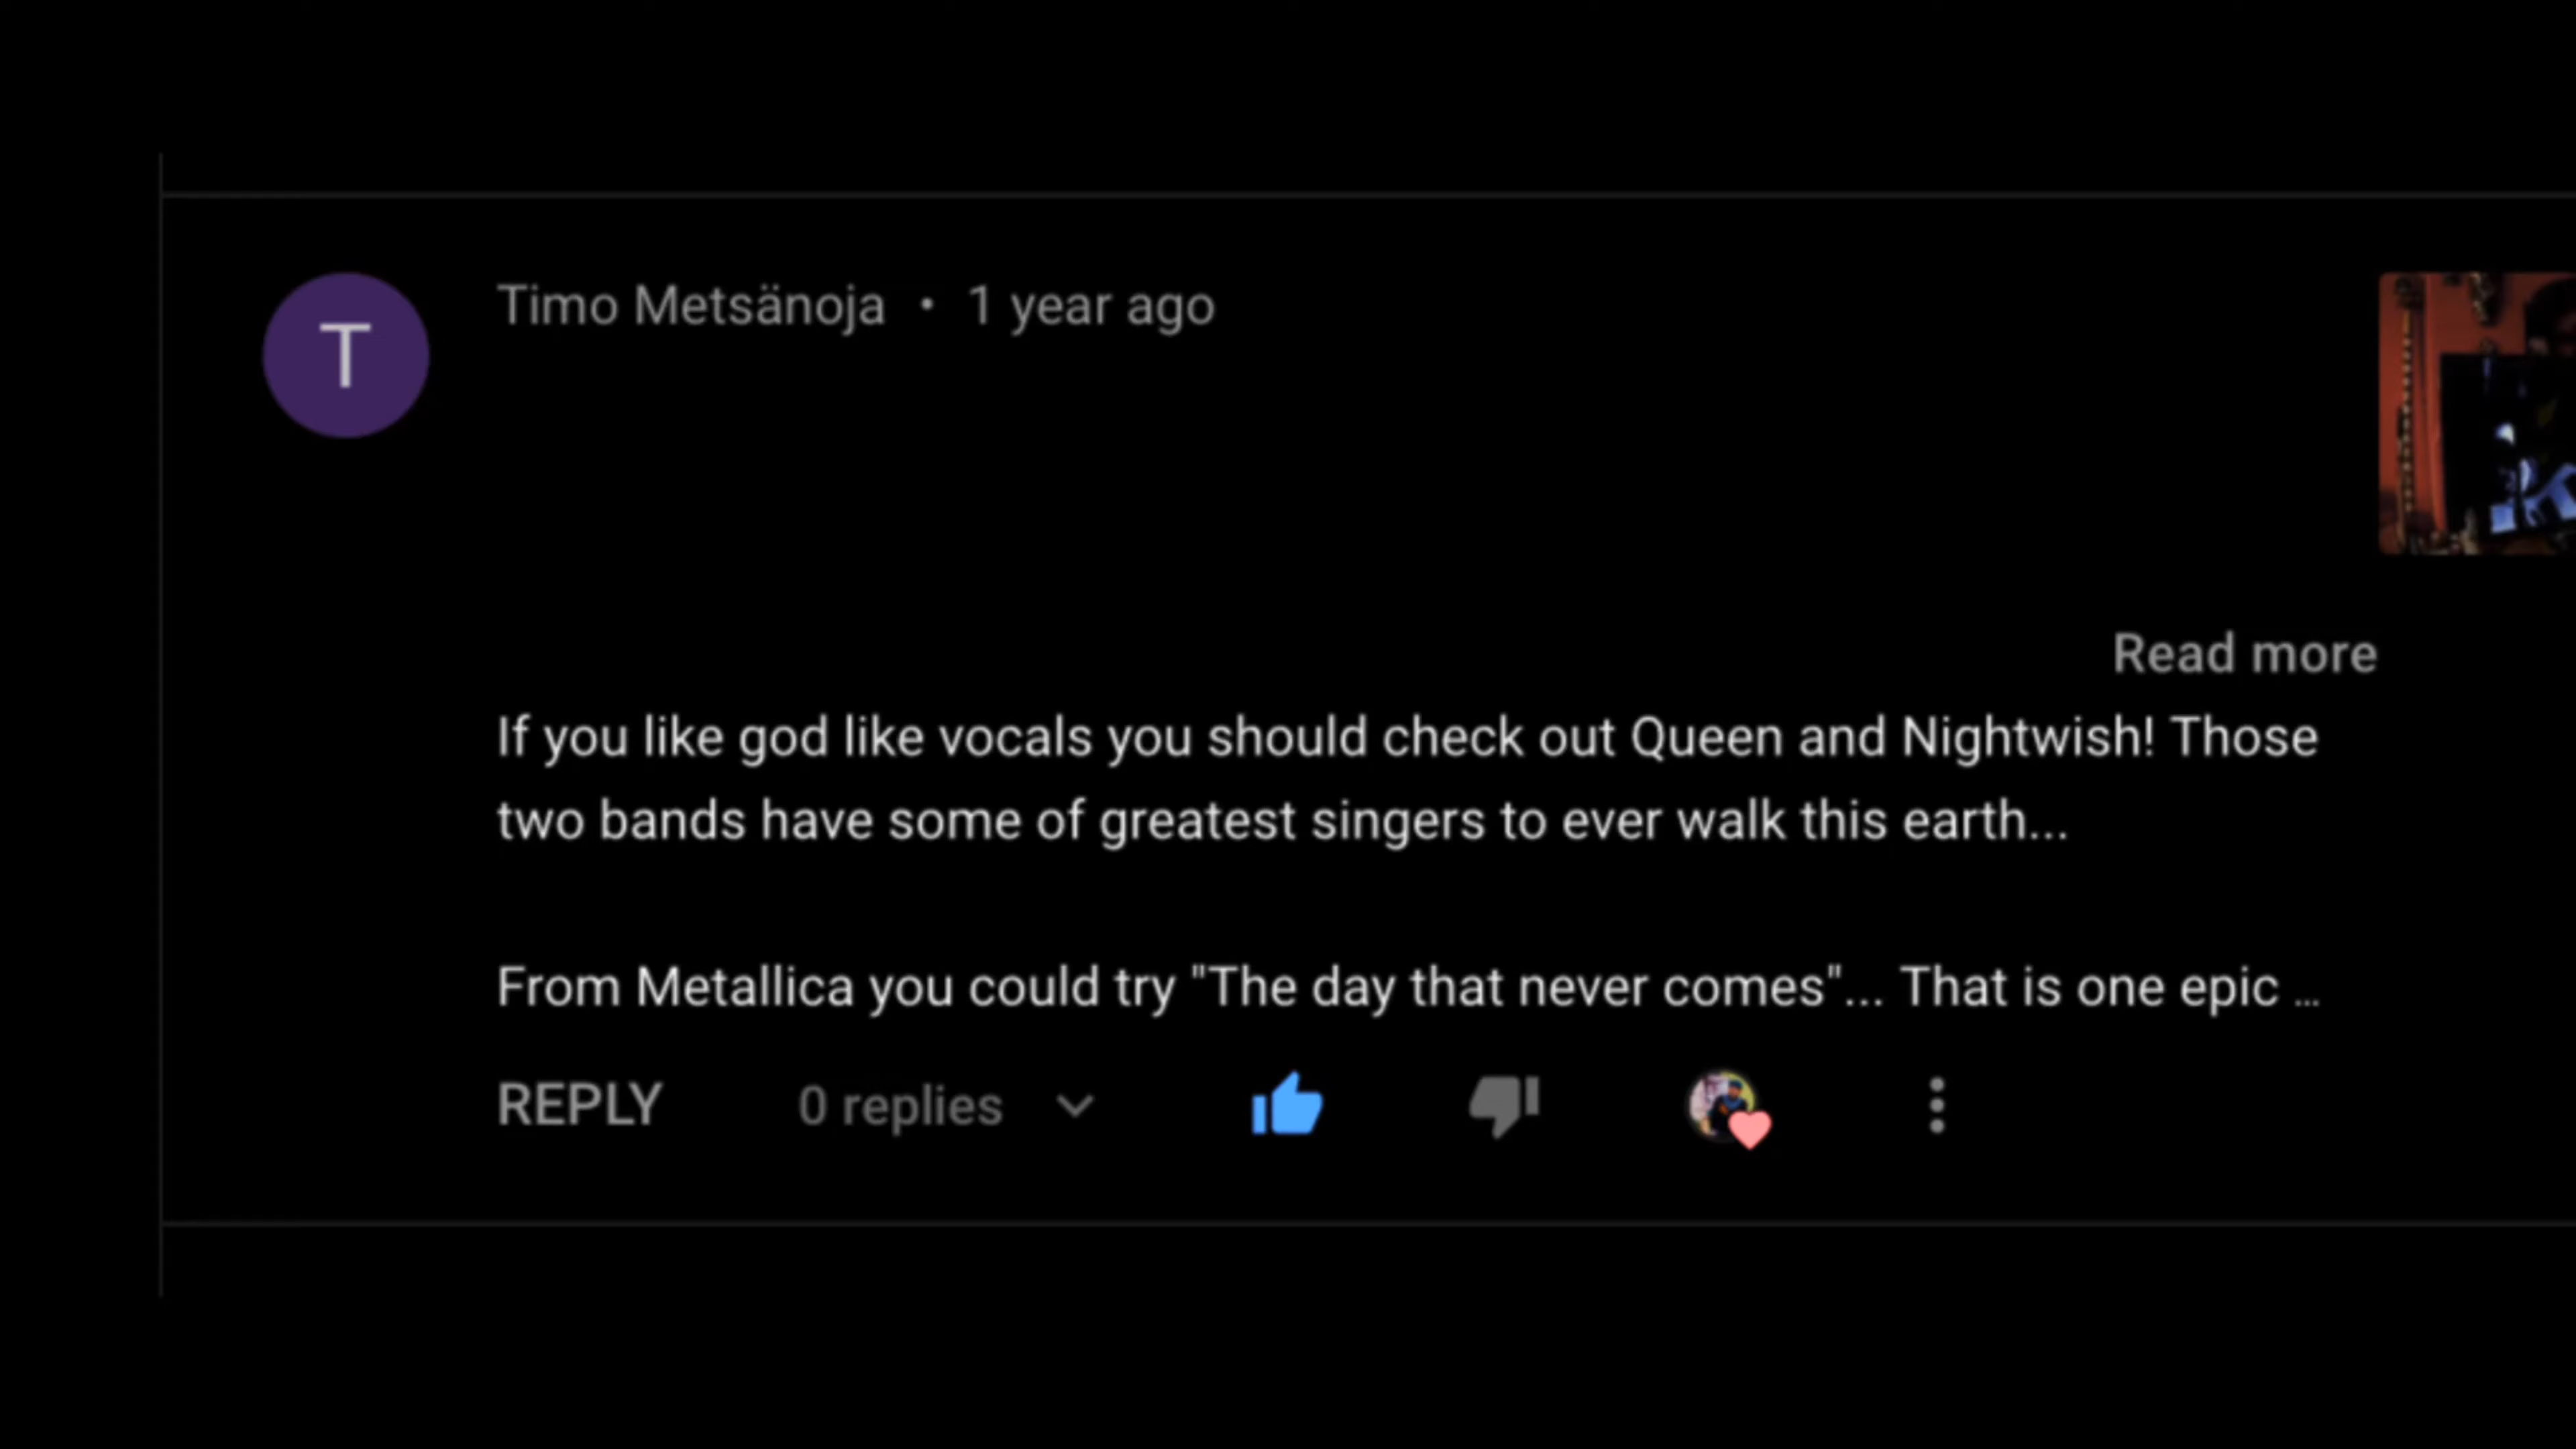 T
Timo Metsänoja • 1 year ago
Read more
If you like god like vocals you should check out Queen and Nightwish! Those
two bands have some of greatest singers to ever walk this earth...
From Metallica you could try "The day that never comes"... That is one epic ...
REPLY 0 replies